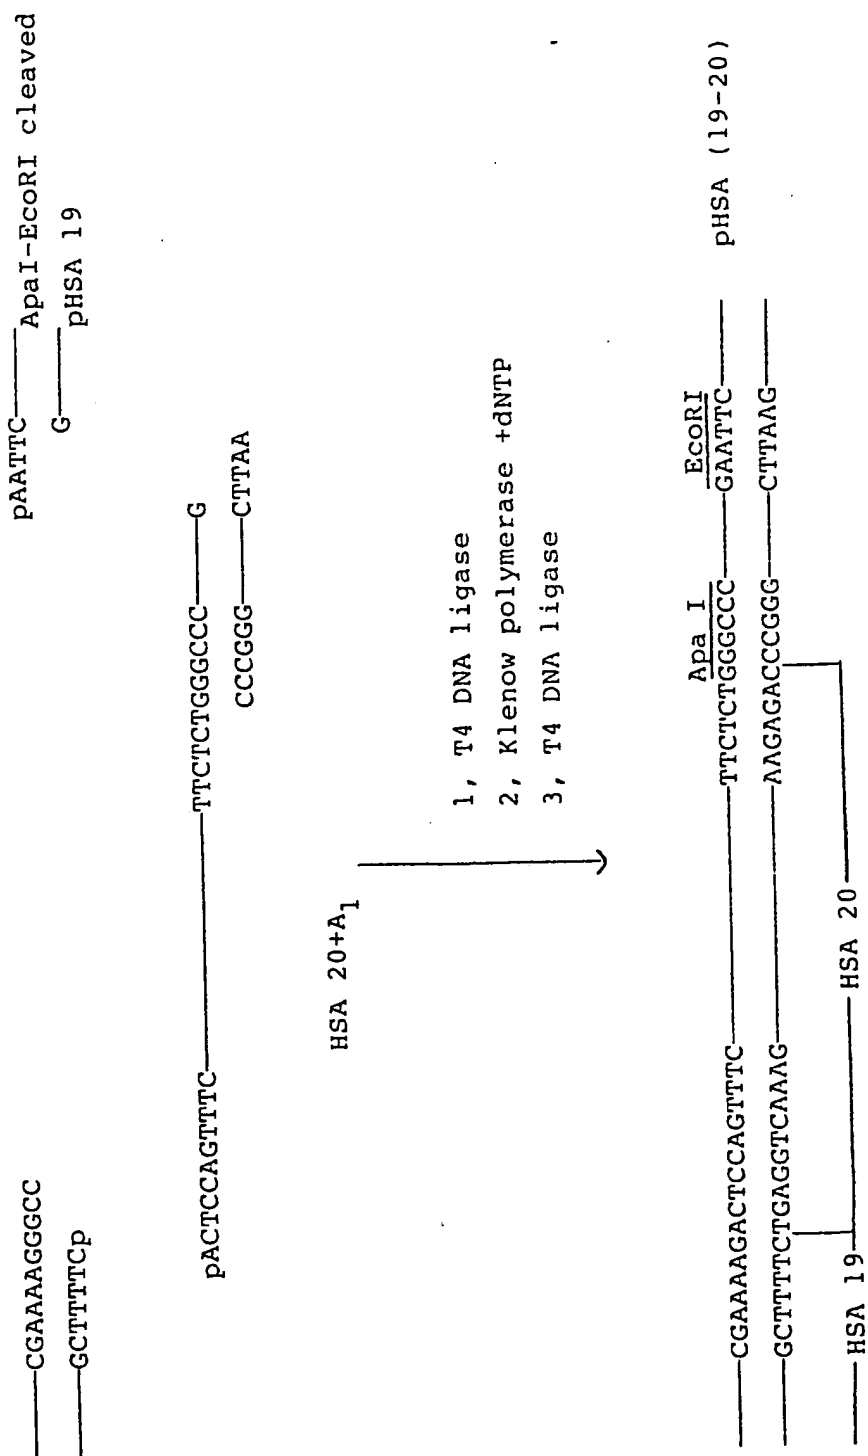 CGAAAAGGGCC pAATTC ApaI-EcoRI cleaved
GCTTTTCp G pHSA 19
pACTCCAGTTTC TTCTCTGGGCCC G
CCCGGG CTTAA
HSA 20+A1
1, T4 DNA ligase
2, Klenow polymerase +dNTP
3, T4 DNA ligase
Apa I EcoRI
CGAAAAGACTCCAGTTTC TTCTCTGGGCCC GAATTC pHSA (19-20)
GCTTTTCTGAGGTCAAAG AAGAGACCCGGG CTTAAG
HSA 19 HSA 20